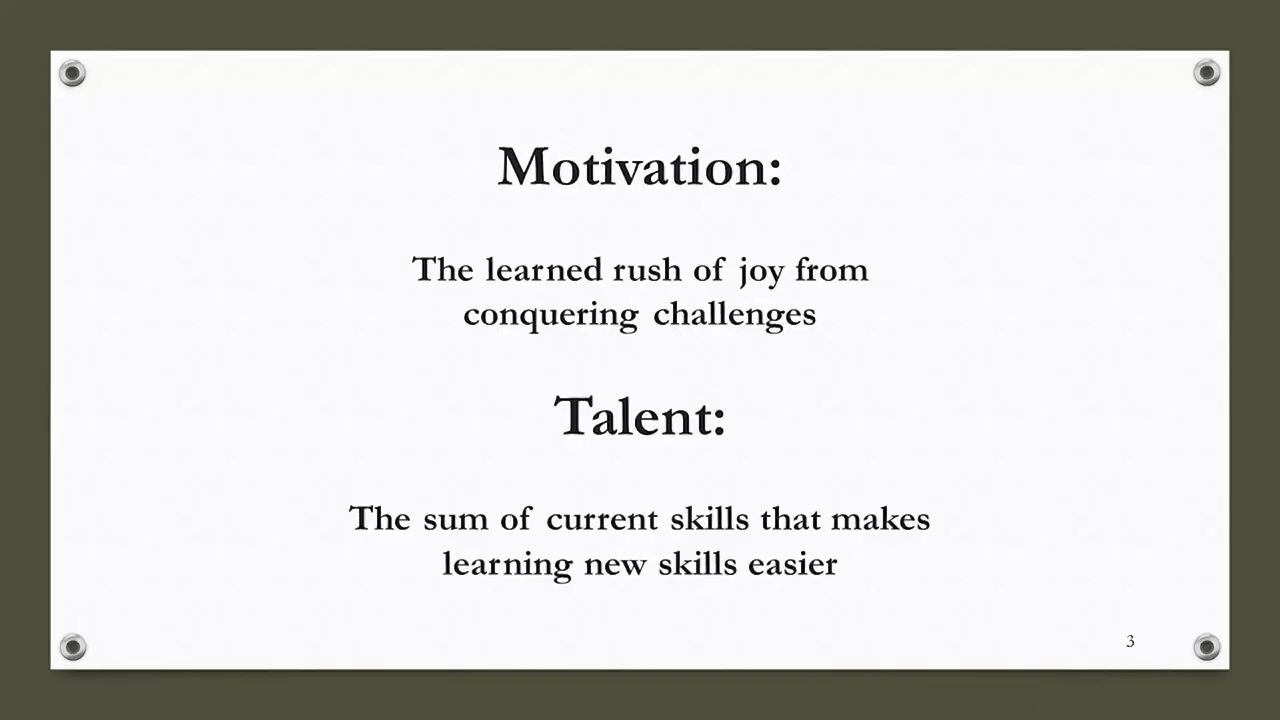 Motivation:
The learned rush of joy from
conquering challenges
Talent:
The sum of current skills that makes
learning new skills easier
3